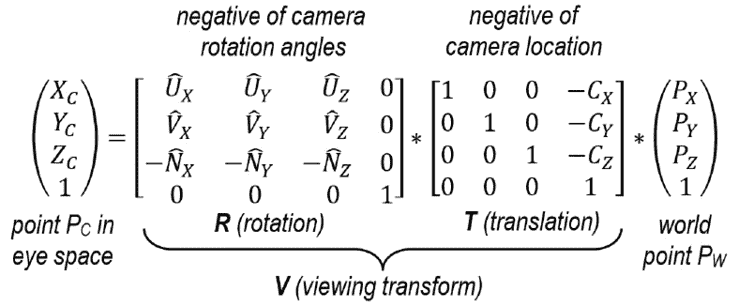 negative of camera rotation angles
negative of camera location
(X_C Y_C Z_C 1) = [Û_X Û_Y Û_Z 0; V̂_X V̂_Y V̂_Z 0; −N̂_X −N̂_Y −N̂_Z 0; 0 0 0 1] * [1 0 0 −C_X; 0 1 0 −C_Y; 0 0 1 −C_Z; 0 0 0 1] * (P_X P_Y P_Z 1)
point P_C in eye space
R (rotation)
T (translation)
world point P_W
V (viewing transform)